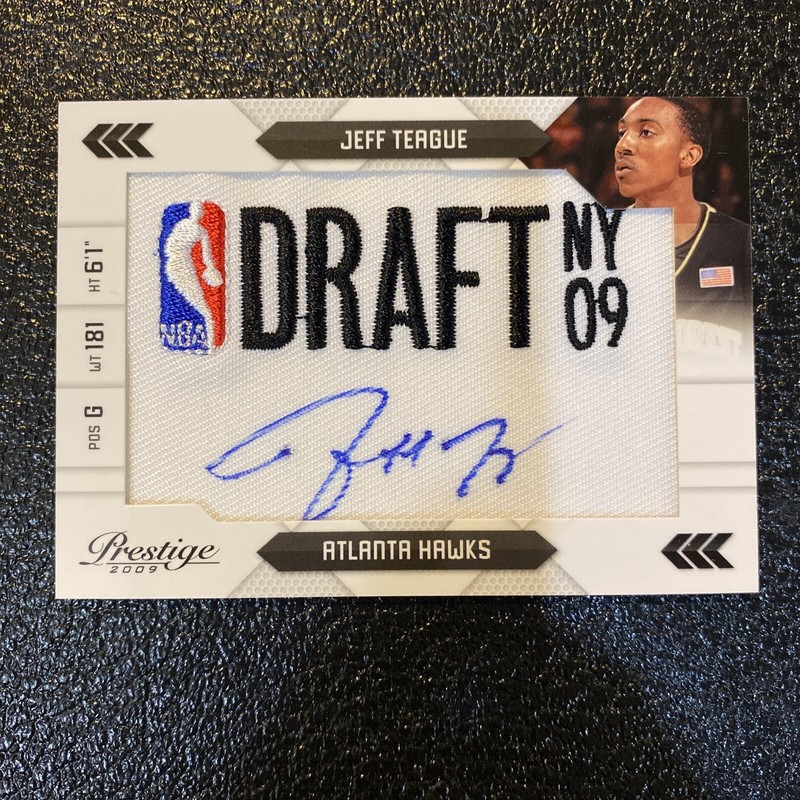 JEFF TEAGUE
HT 6'1"
WT 181
POS G
NBA
DRAFT
NY
09
Prestige
2009
ATLANTA HAWKS